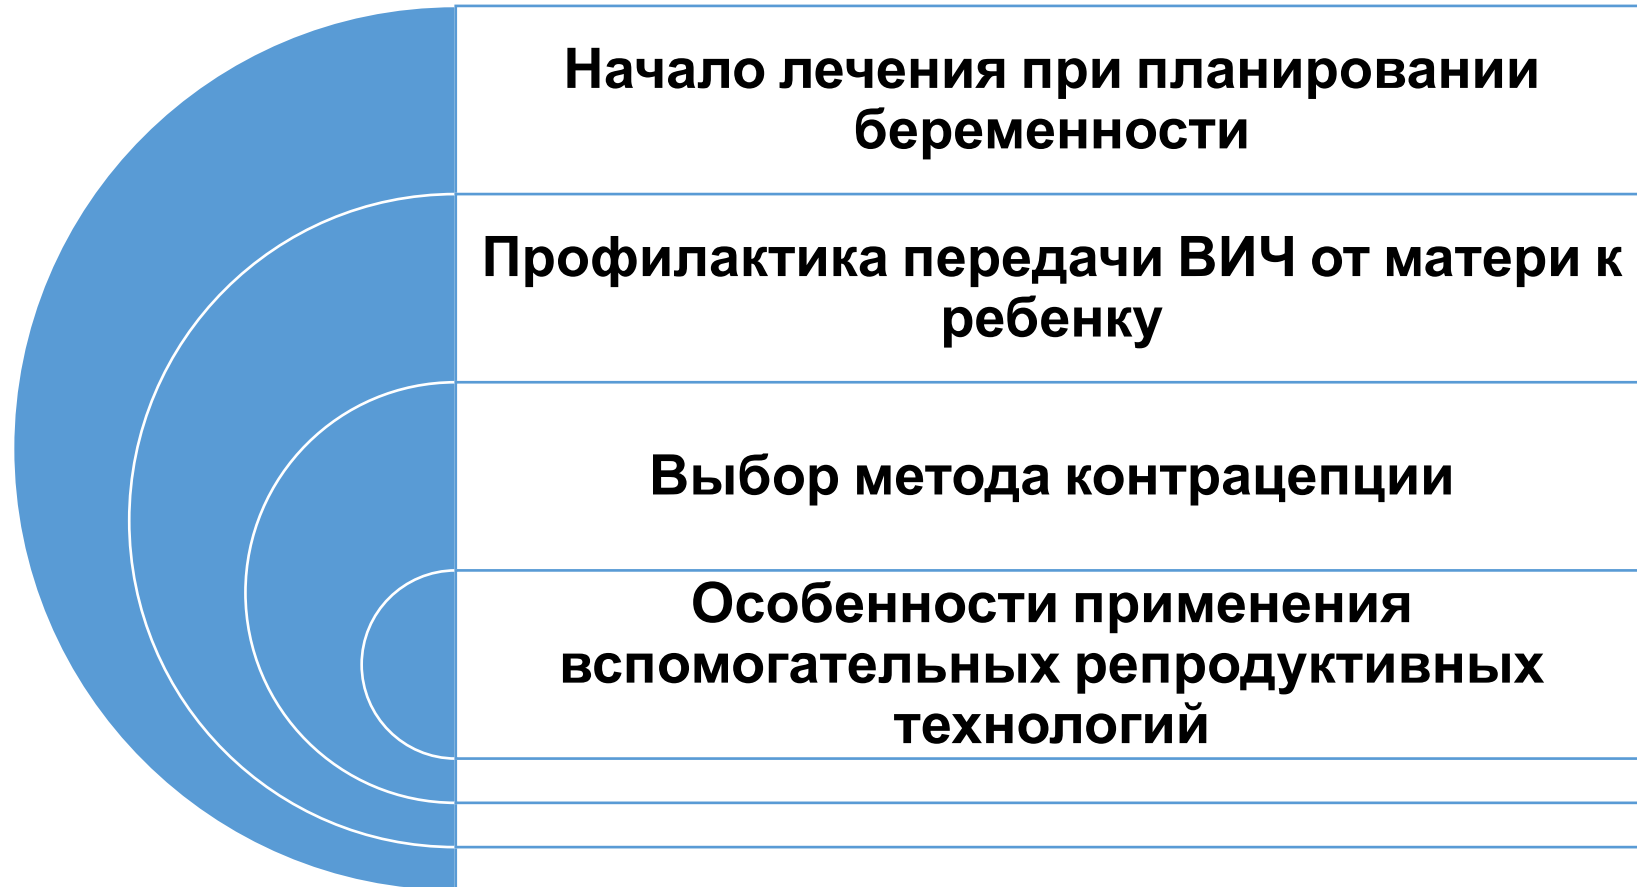 Начало лечения при планировании
беременности
Профилактика передачи ВИЧ от матери к
ребенку
Выбор метода контрацепции
Особенности применения
вспомогательных репродуктивных
технологий